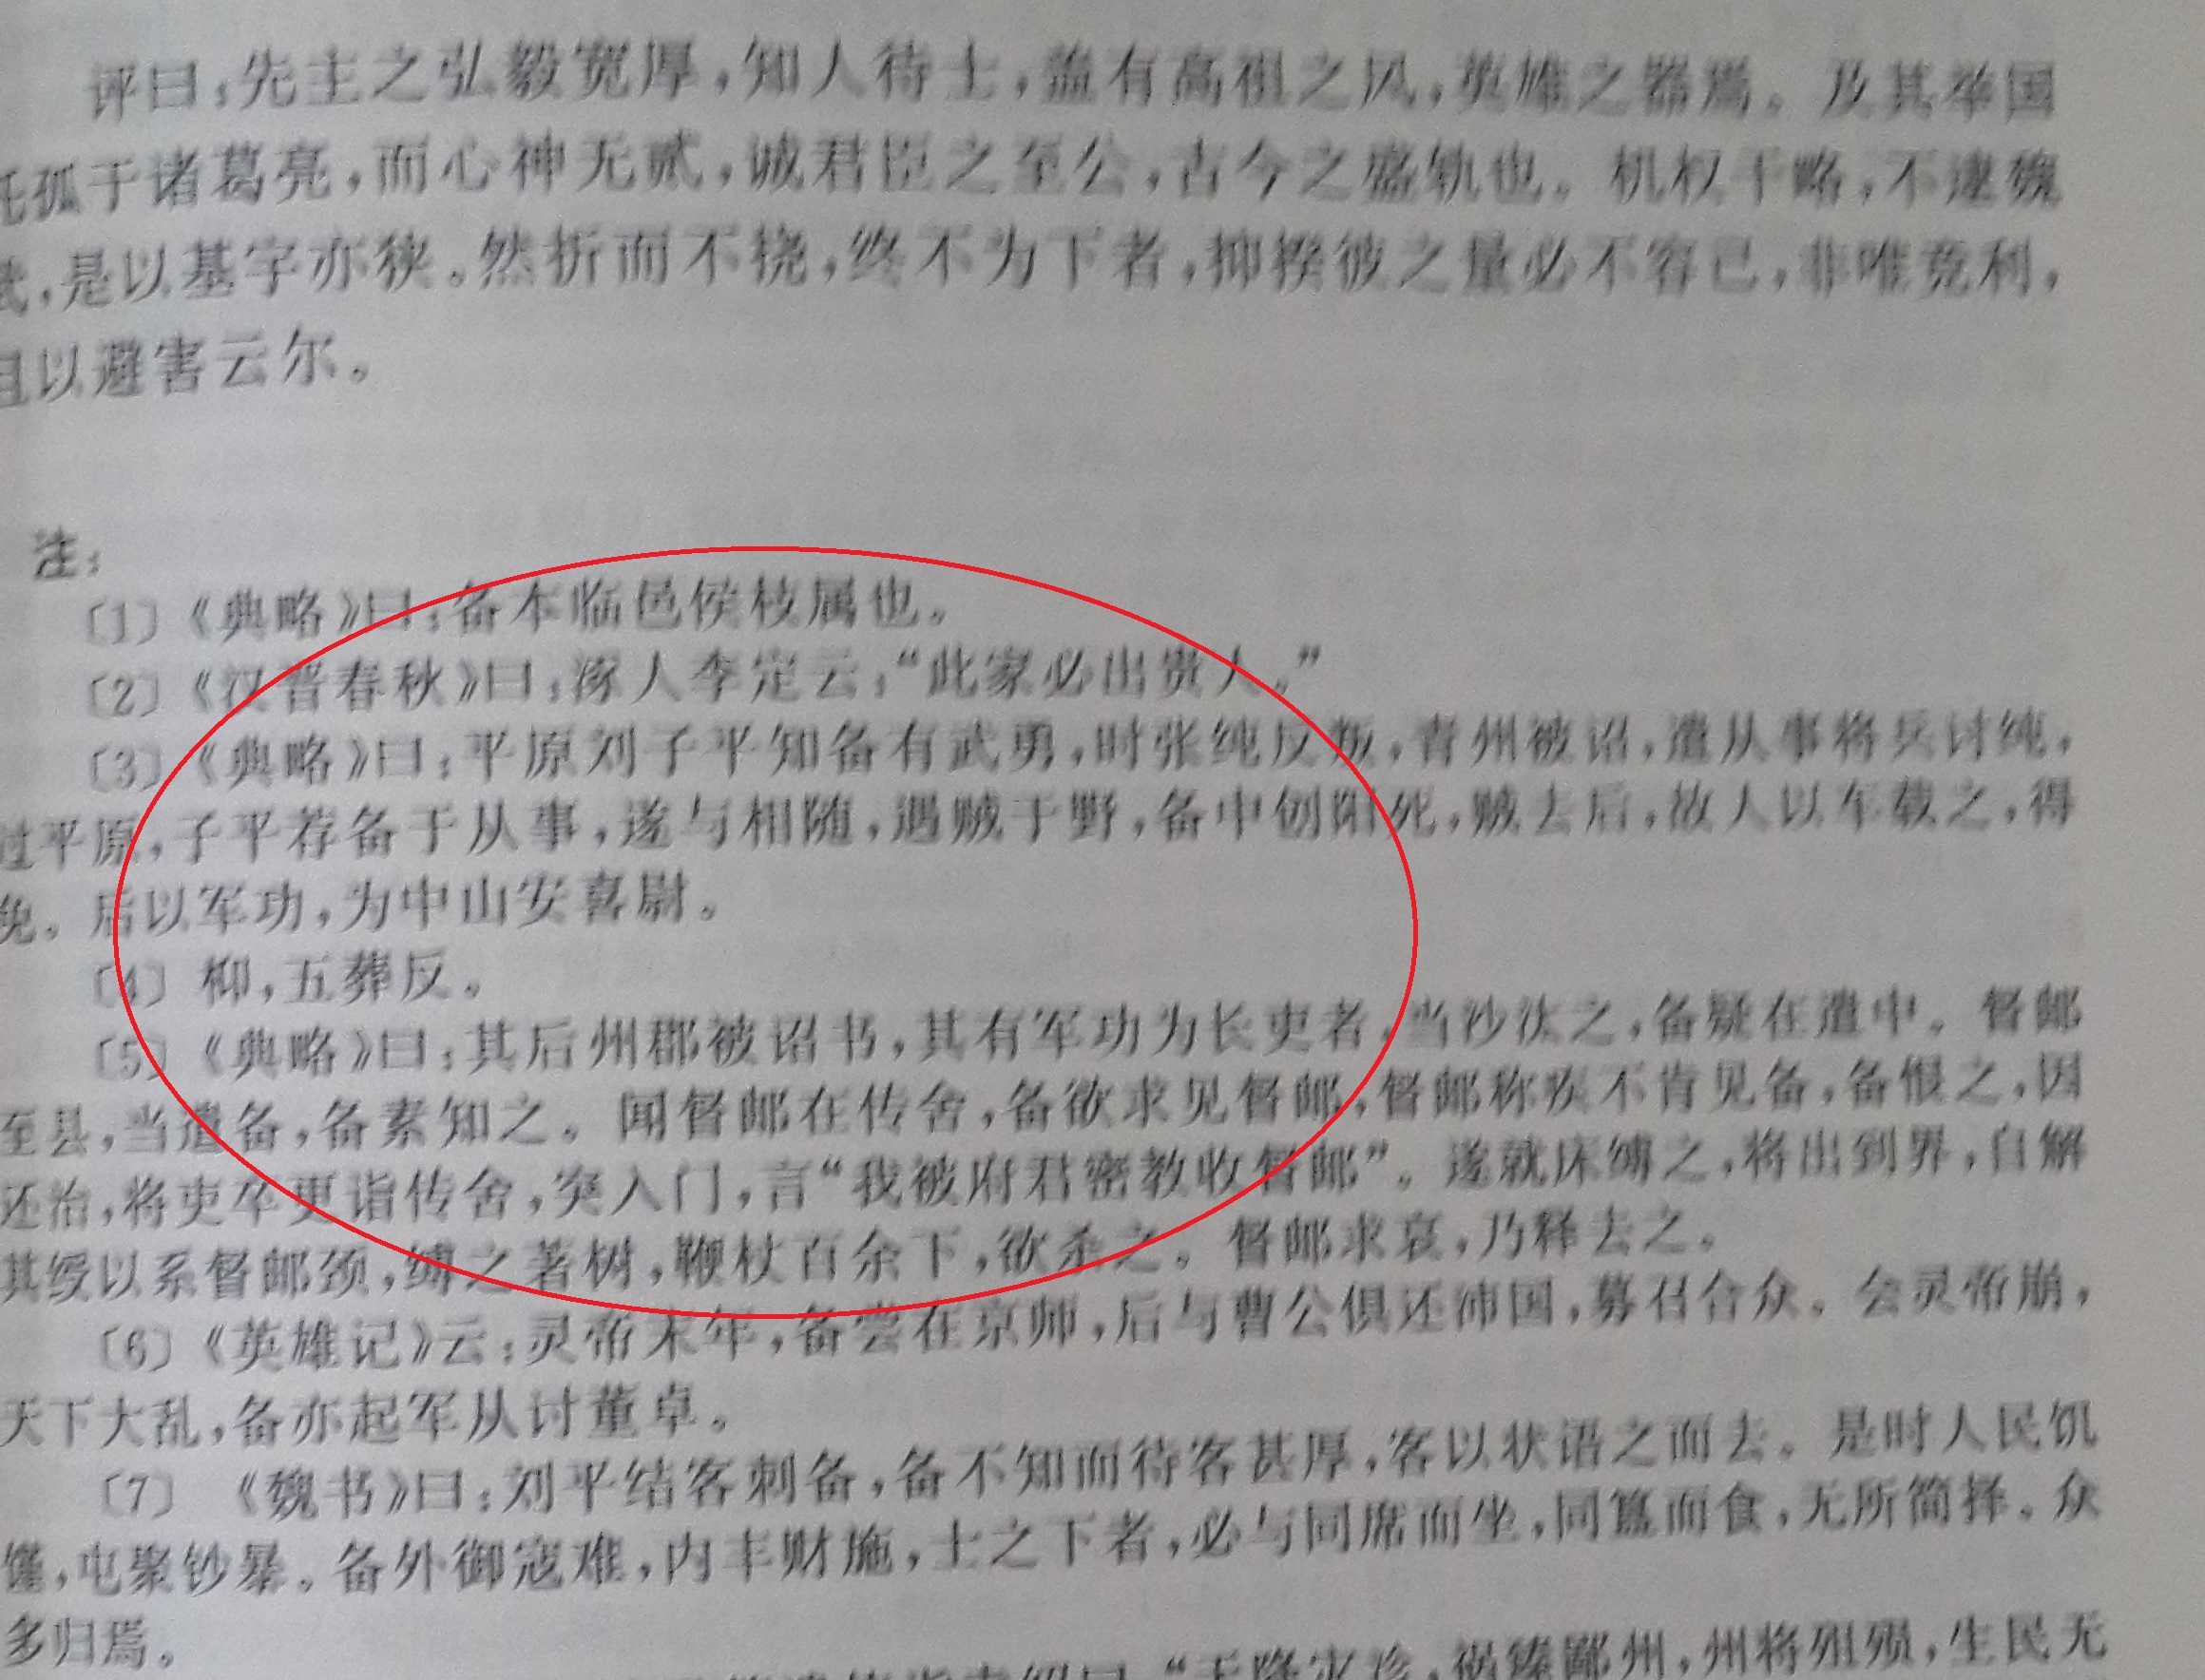 评曰：先主之弘毅宽厚，知人待士，盖有高祖之风，英雄之器焉。及其举国
托孤于诸葛亮，而心神无贰，诚君臣之至公，古今之盛轨也。机权干略，不逮魏
武，是以基宇亦狭。然折而不挠，终不为下者，抑揆彼之量必不容己，非唯竞利，
且以避害云尔。
注：
〔1〕《典略》曰：备本临邑侯枝属也。
〔2〕《汉晋春秋》曰：涿人李定云：“此家必出贵人。”
〔3〕《典略》曰：平原刘子平知备有武勇，时张纯反叛，青州被诏，遣从事将兵讨纯，
过平原，子平荐备于从事，遂与相随，遇贼于野，备中创阳死，贼去后，故人以车载之，得
免。后以军功，为中山安喜尉。
〔4〕枊，五葬反。
〔5〕《典略》曰：其后州郡被诏书，其有军功为长吏者，当沙汰之，备疑在遣中。督邮
至县，当遣备，备素知之。闻督邮在传舍，备欲求见督邮，督邮称疾不肯见备，备恨之，因
还治，将吏卒更诣传舍，突入门，言“我被府君密教收督邮”。遂就床缚之，将出到界，自解
其绶以系督邮颈，缚之著树，鞭杖百余下，欲杀之。督邮求哀，乃释去之。
〔6〕《英雄记》云：灵帝末年，备尝在京师，后与曹公俱还沛国，募召合众。会灵帝崩，
天下大乱，备亦起军从讨董卓。
〔7〕《魏书》曰：刘平结客刺备，备不知而待客甚厚，客以状语之而去。是时人民饥
馑，屯聚钞暴。备外御寇难，内丰财施，士之下者，必与同席而坐，同簋而食，无所简择。众
多归焉。
“天降灾沴，祸臻鄙州，州将殂殒，生民无